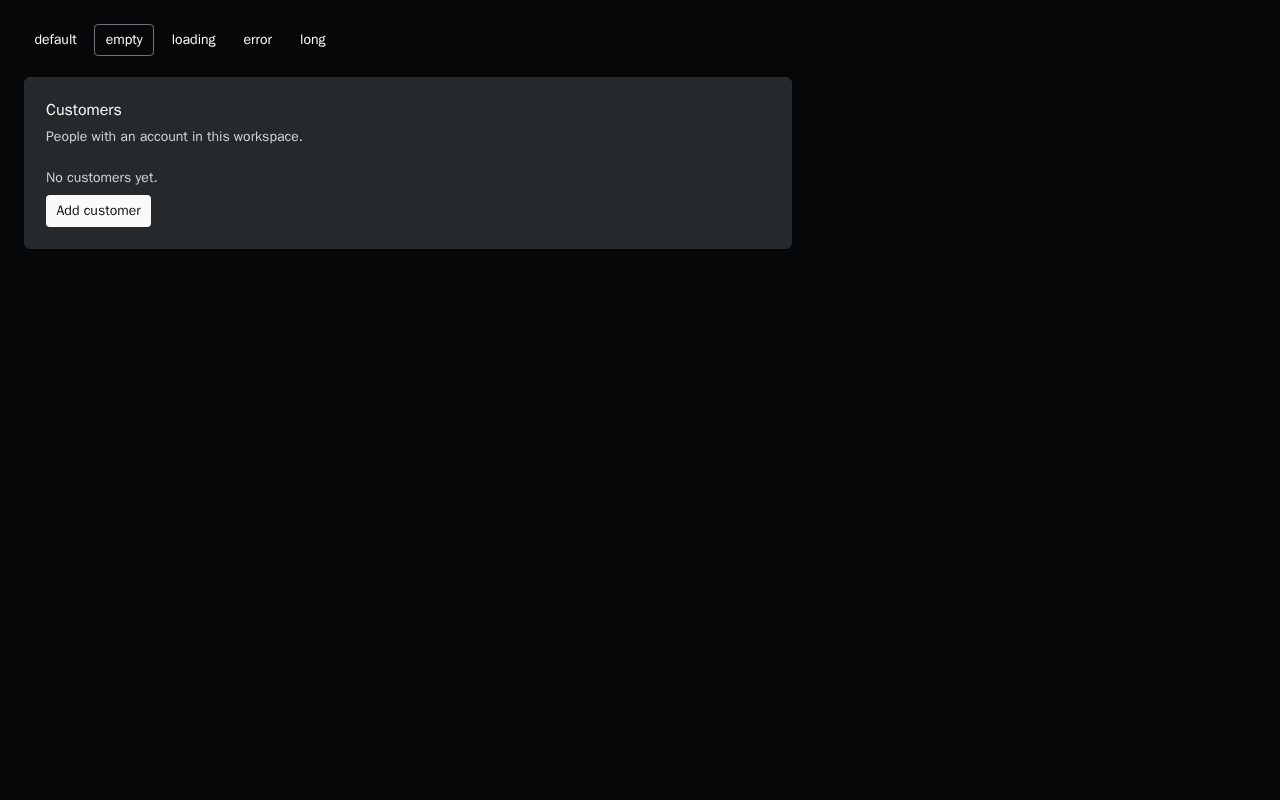 default empty loading error long
Customers
People with an account in this workspace.
No customers yet.
Add customer